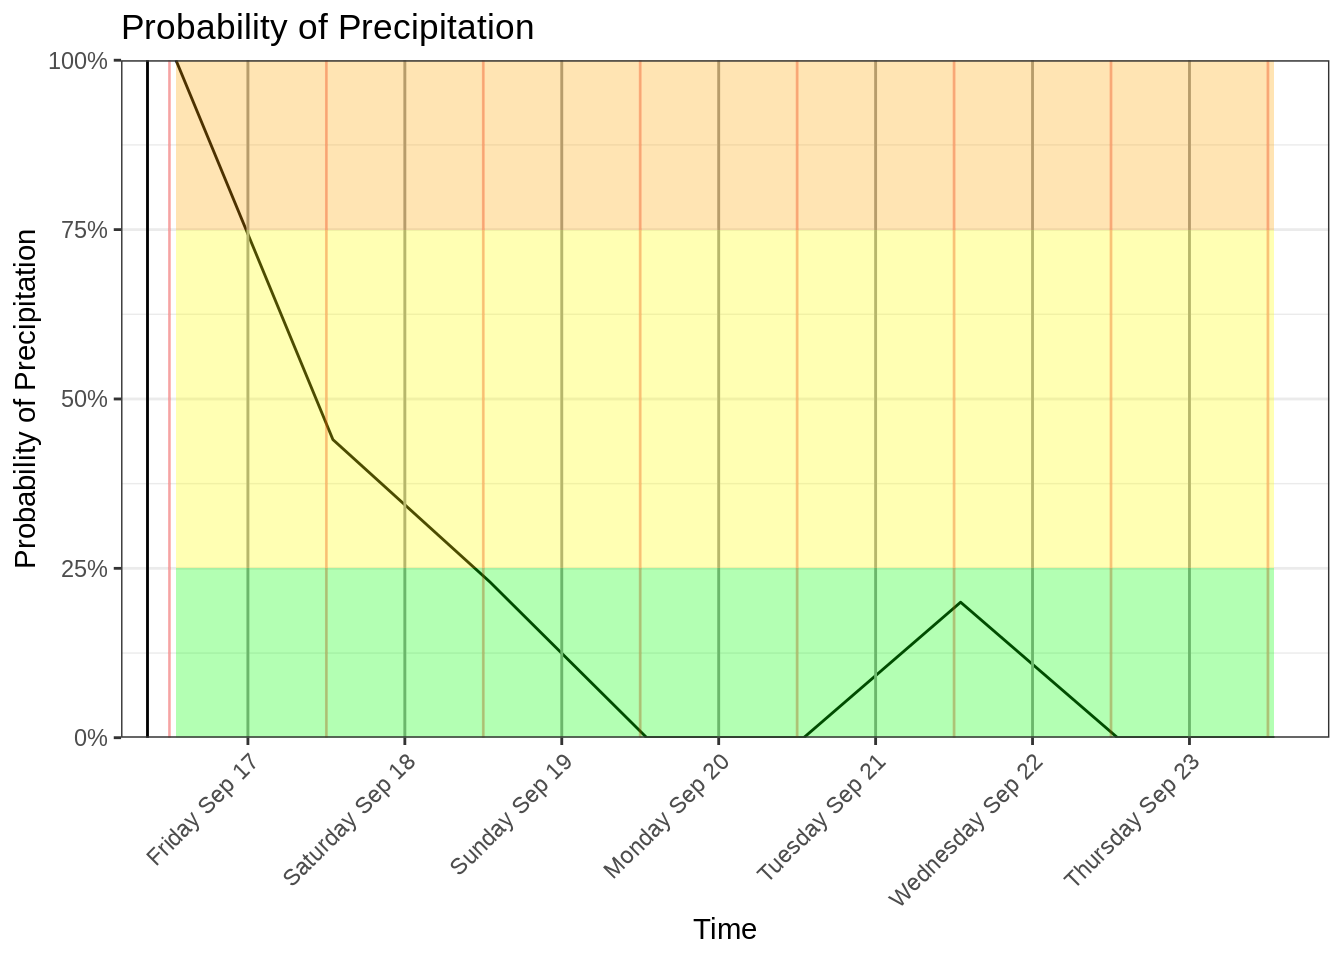 Probability of Precipitation
Probability of Precipitation
100%
75%
50%
25%
0%
Friday Sep 17
Saturday Sep 18
Sunday Sep 19
Monday Sep 20
Tuesday Sep 21
Wednesday Sep 22
Thursday Sep 23
Time